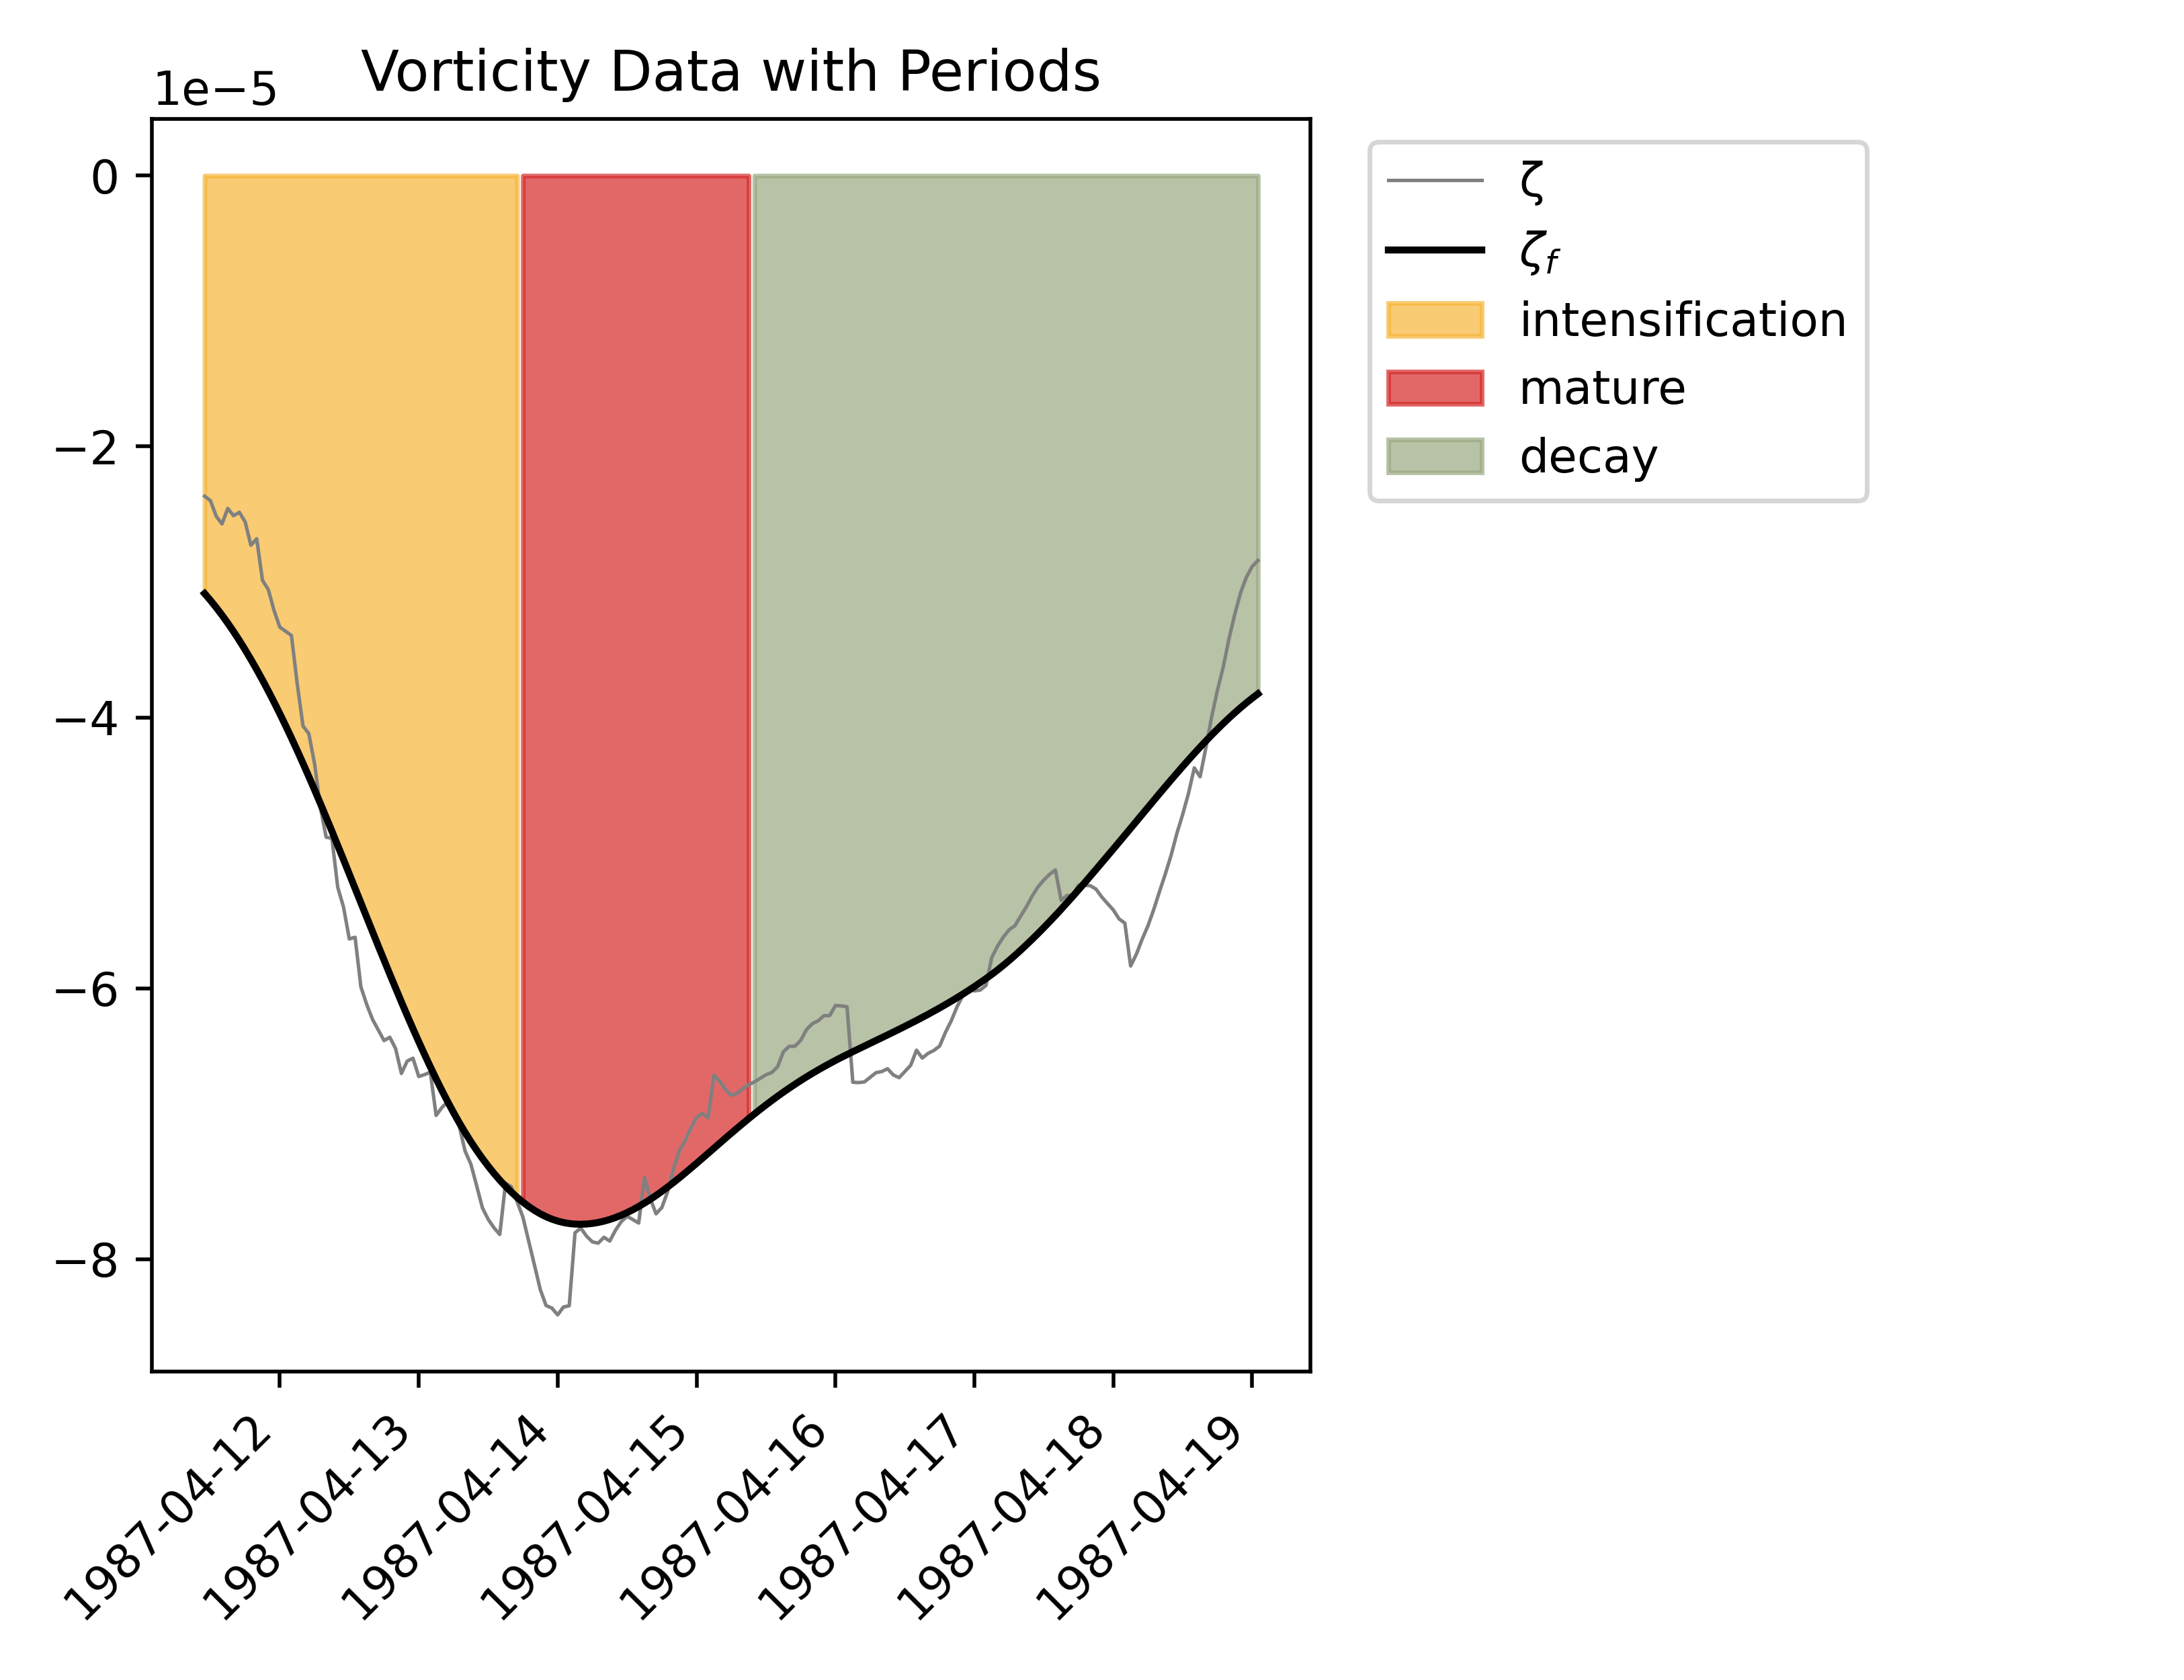 Vorticity Data with Periods
1e−5
0
−2
−4
−6
−8
1987-04-12
1987-04-13
1987-04-14
1987-04-15
1987-04-16
1987-04-17
1987-04-18
1987-04-19
ζ
ζf
intensification
mature
decay